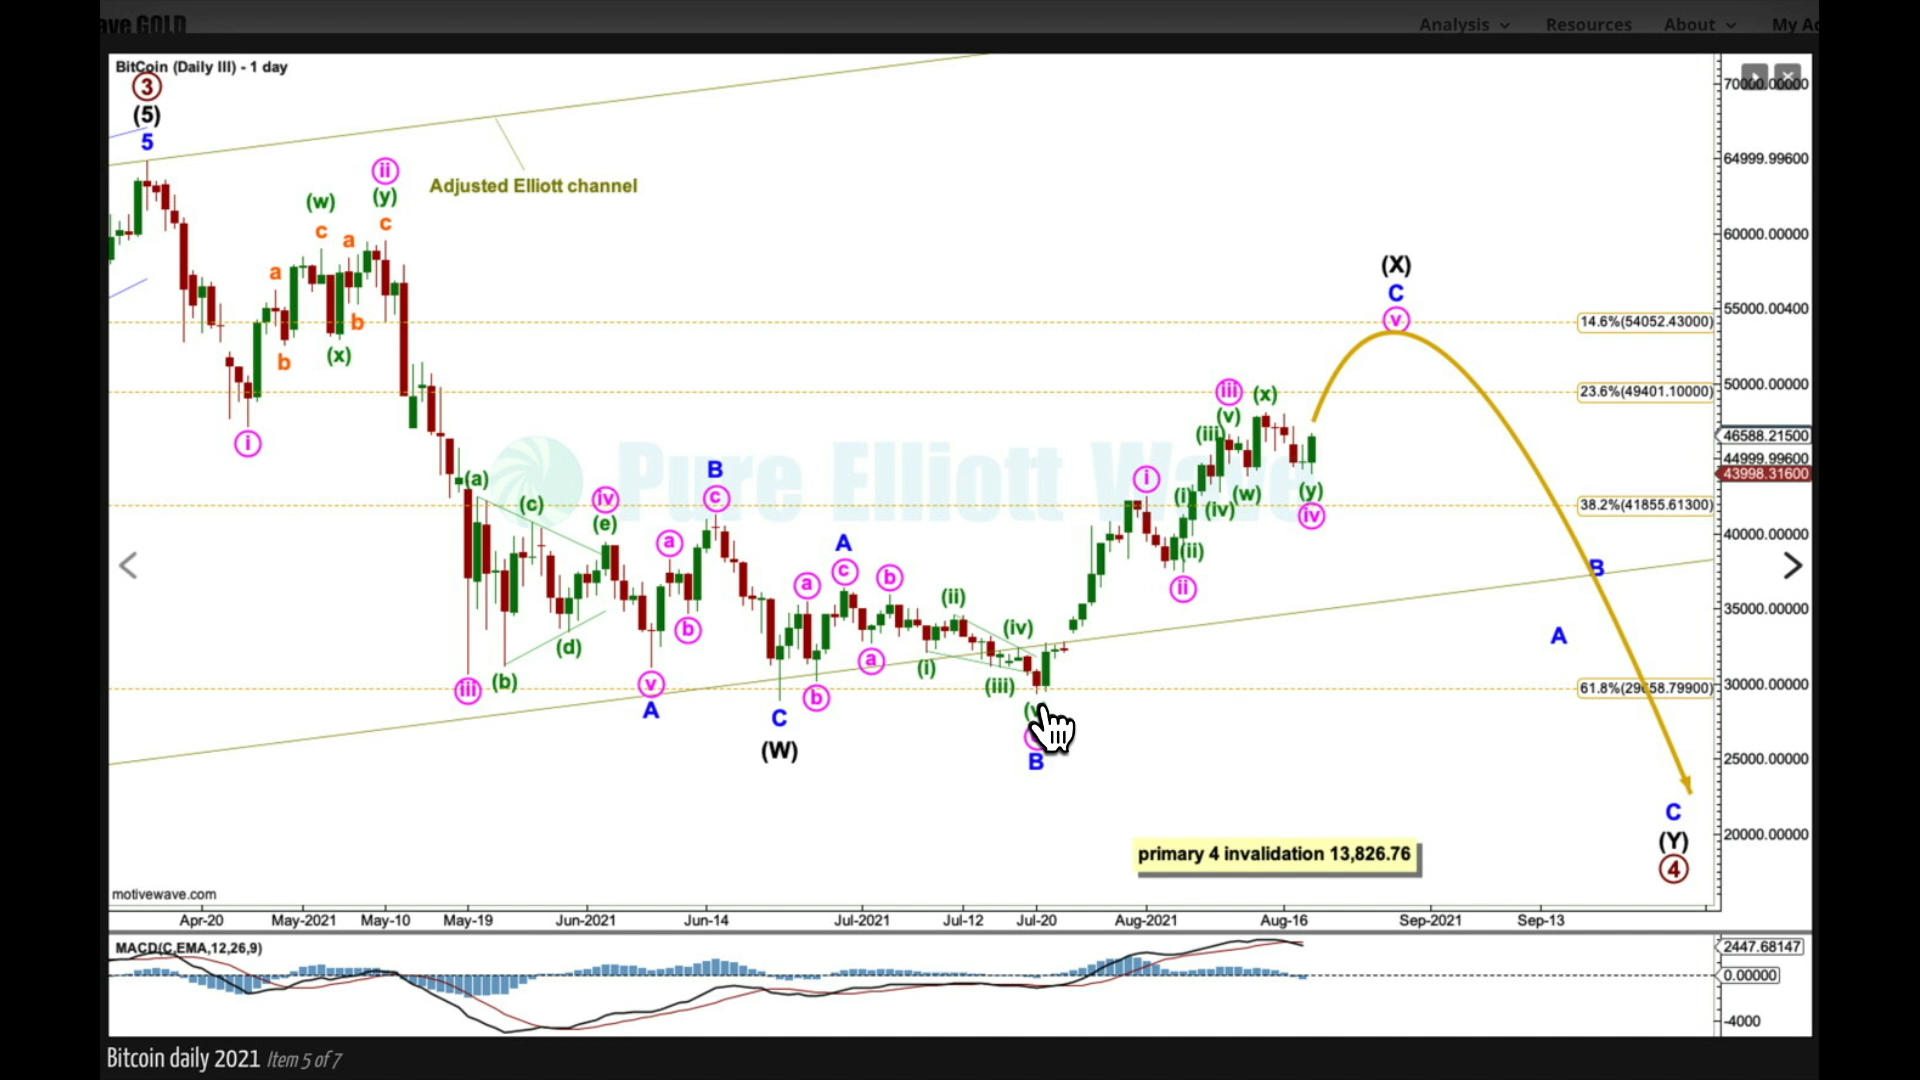 ave GOLD
Analysis
Resources
About
My Ac
BitCoin (Daily III) - 1 day
3
(5)
5
ii
(y)
c
(w)
c
a
a
b
(x)
b
i
Adjusted Elliott channel
Pure Elliott Wave
(X)
C
v
iii
(x)
(v)
(iii)
i
(i)
(w)
(iv)
(y)
iv
(ii)
ii
(a)
(c)
iv
(e)
B
c
a
A
c
a
b
b
(ii)
(iv)
(d)
(b)
iii
v
A
b
a
(i)
(iii)
C
(W)
B
B
A
C
(Y)
4
70000.00000
64999.99600
60000.00000
55000.00400
14.6%(54052.43000)
23.6%(49401.10000)
50000.00000
46588.21500
44999.99600
43998.31600
38.2%(41855.61300)
40000.00000
35000.00000
61.8%(29658.79900)
30000.00000
25000.00000
20000.00000
primary 4 invalidation 13,826.76
motivewave.com
Apr-20
May-2021
May-10
May-19
Jun-2021
Jun-14
Jul-2021
Jul-12
Jul-20
Aug-2021
Aug-16
Sep-2021
Sep-13
MACD(C,EMA,12,26,9)
2447.68147
0.00000
-4000
Bitcoin daily 2021 Item 5 of 7